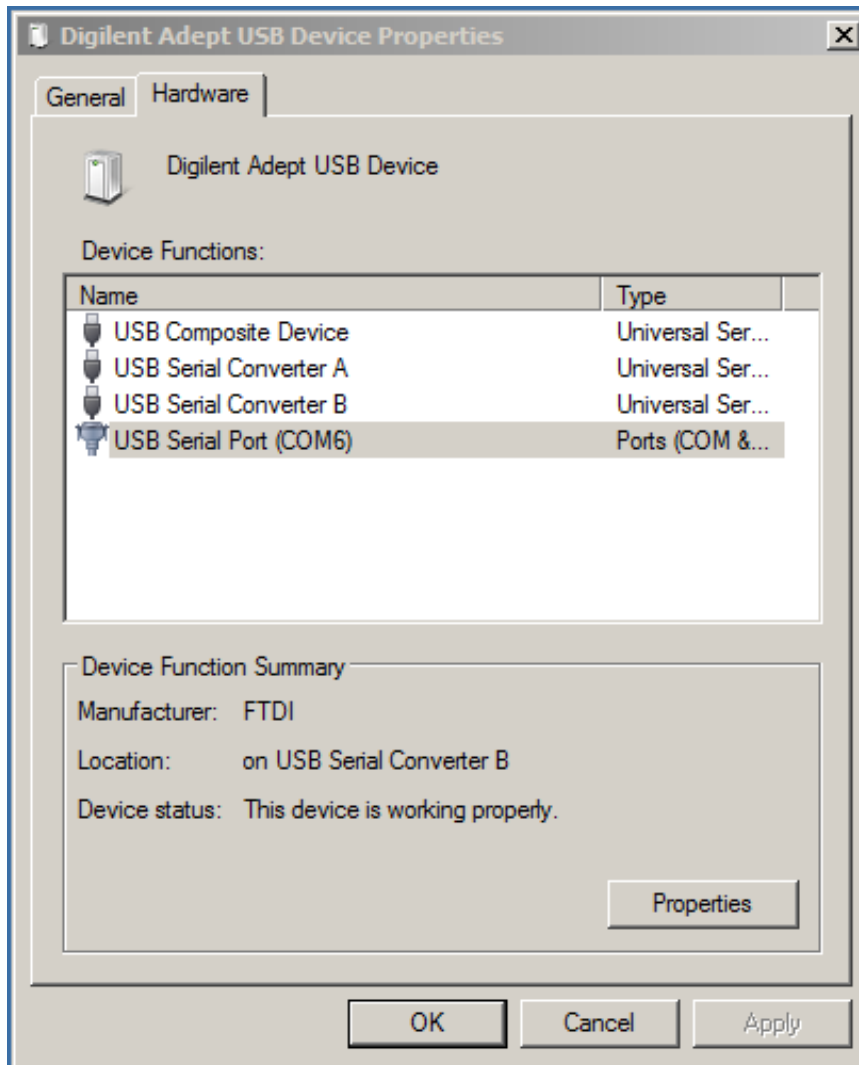 Digilent Adept USB Device Properties
General Hardware
Digilent Adept USB Device
Device Functions:
Name Type
USB Composite Device Universal Ser...
USB Serial Converter A Universal Ser...
USB Serial Converter B Universal Ser...
USB Serial Port (COM6) Ports (COM &...
Device Function Summary
Manufacturer: FTDI
Location: on USB Serial Converter B
Device status: This device is working properly.
Properties
OK Cancel Apply